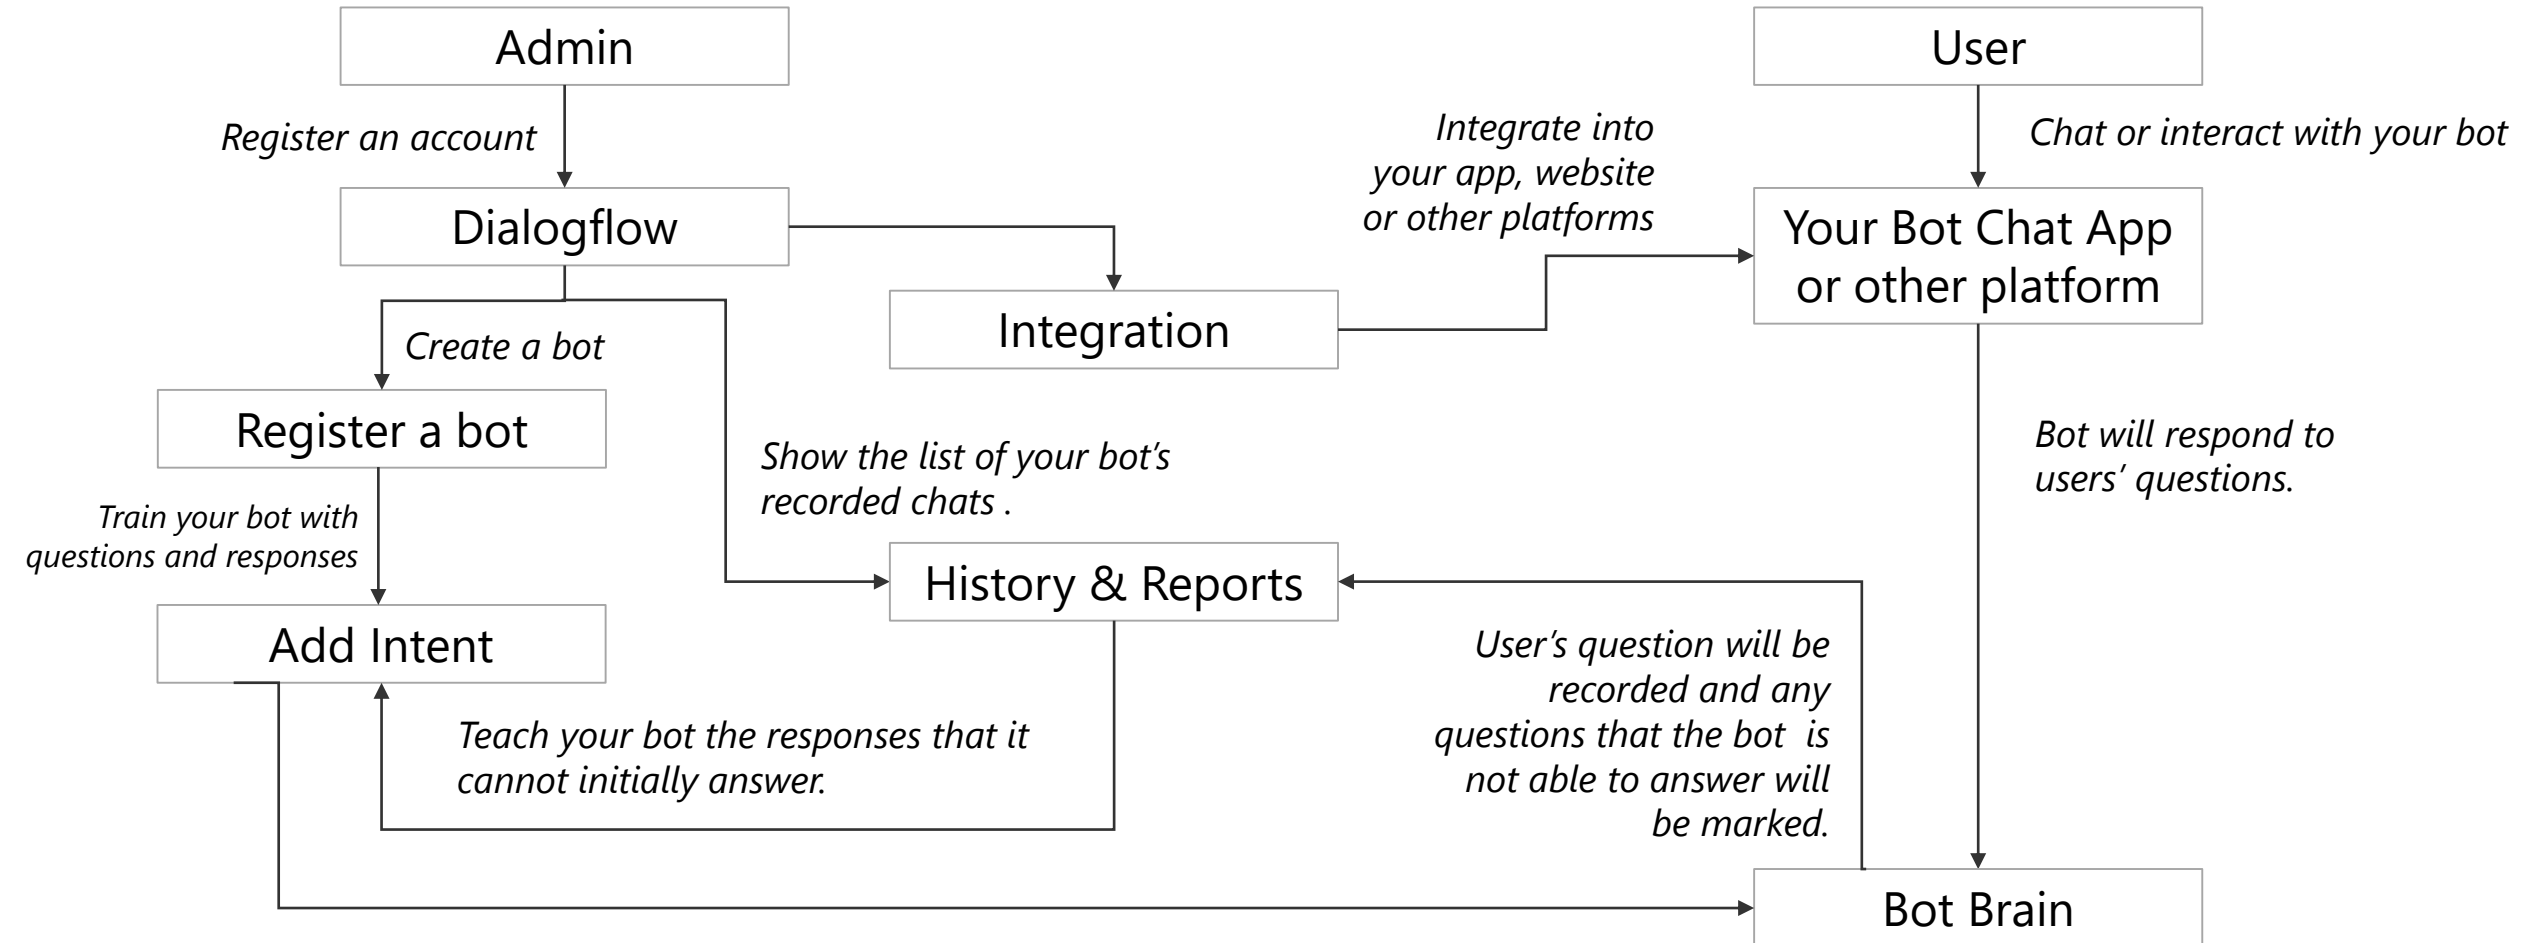 Admin
User
Register an account
Integrate into
your app, website
or other platforms
Chat or interact with your bot
Dialogflow
Your Bot Chat App
or other platform
Integration
Create a bot
Register a bot
Show the list of your bot’s
recorded chats .
Bot will respond to
users’ questions.
Train your bot with
questions and responses
History & Reports
Add Intent
User’s question will be
recorded and any
questions that the bot  is
not able to answer will
be marked.
Teach your bot the responses that it
cannot initially answer.
Bot Brain